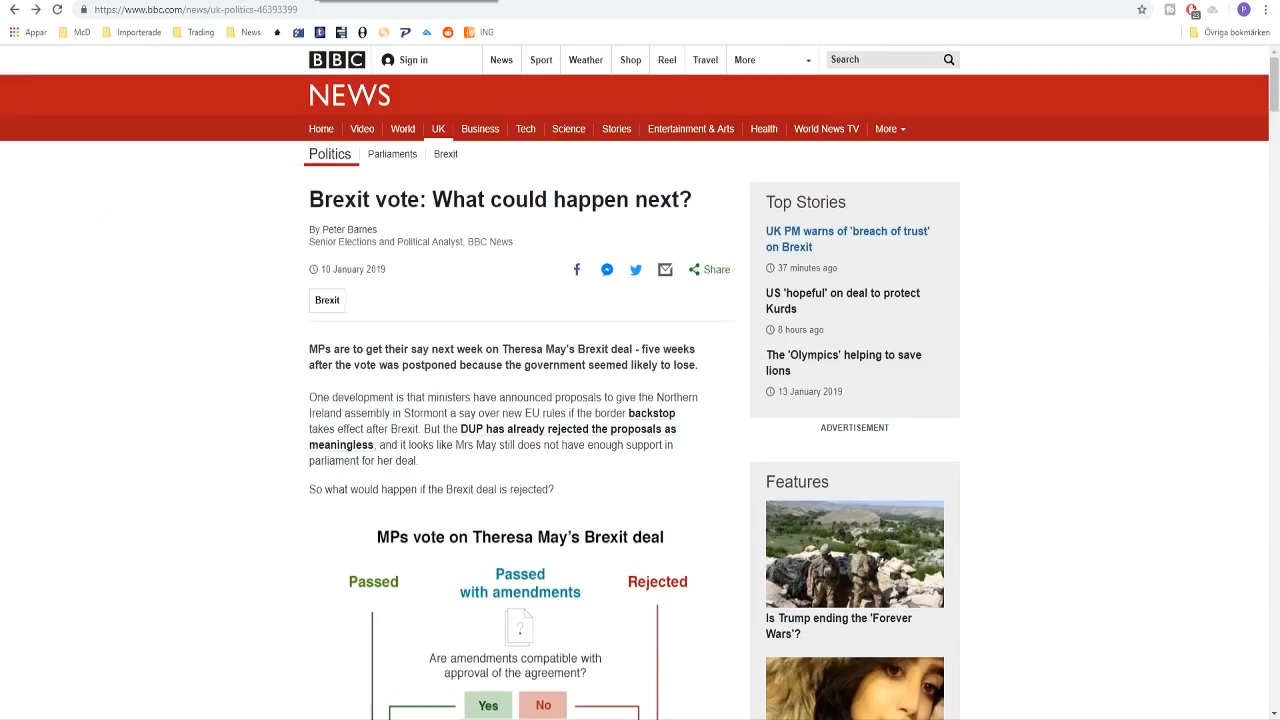 https://www.bbc.com/news/uk-politics-46393399
23
P
Appar McD Importerade Trading News ING Övriga bokmärken
BBC Sign in News Sport Weather Shop Reel Travel More Search
NEWS
Home Video World UK Business Tech Science Stories Entertainment & Arts Health World News TV More
Politics Parliaments Brexit
Brexit vote: What could happen next?
By Peter Barnes
Senior Elections and Political Analyst, BBC News
10 January 2019
Share
Brexit
MPs are to get their say next week on Theresa May's Brexit deal - five weeks
after the vote was postponed because the government seemed likely to lose.
One development is that ministers have announced proposals to give the Northern
Ireland assembly in Stormont a say over new EU rules if the border backstop
takes effect after Brexit. But the DUP has already rejected the proposals as
meaningless, and it looks like Mrs May still does not have enough support in
parliament for her deal.
So what would happen if the Brexit deal is rejected?
MPs vote on Theresa May's Brexit deal
Passed
Passed
with amendments
Rejected
?
Are amendments compatible with
approval of the agreement?
Yes No
Top Stories
UK PM warns of 'breach of trust'
on Brexit
37 minutes ago
US 'hopeful' on deal to protect
Kurds
8 hours ago
The 'Olympics' helping to save
lions
13 January 2019
ADVERTISEMENT
Features
Is Trump ending the 'Forever
Wars'?